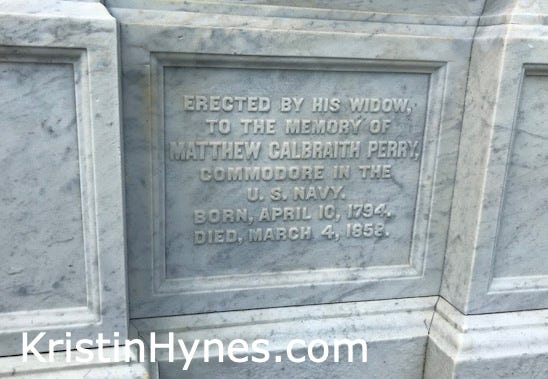 ERECTED BY HIS WIDOW,
TO THE MEMORY OF
MATTHEW CALBRAITH PERRY,
COMMODORE IN THE
U. S. NAVY.
BORN, APRIL 10, 1794.
DIED, MARCH 4, 1858.
KristinHynes.com